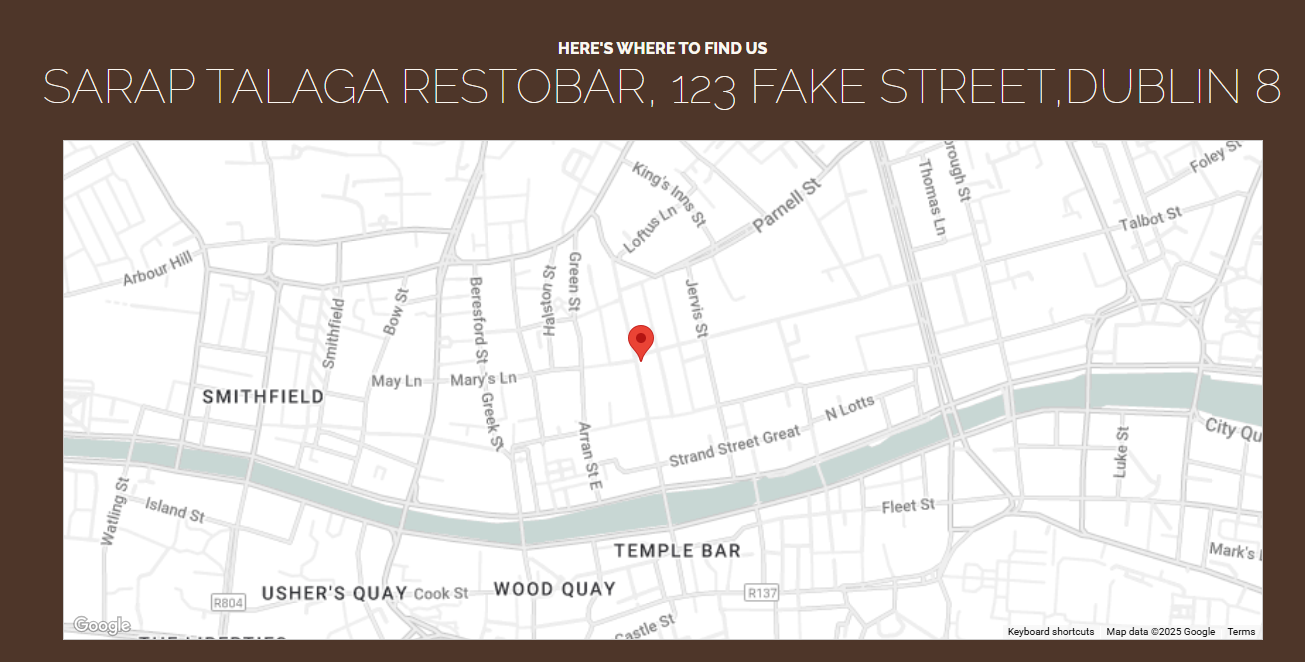 HERE'S WHERE TO FIND US
SARAP TALAGA RESTOBAR, 123 FAKE STREET,DUBLIN 8
Foley St
King's Inns St
Thomas Ln
Parnell St
Loftus Ln
Talbot St
Arbour Hill
Green St
Halston St
Beresford St
Bow St
Smithfield
Jervis St
May Ln
Mary's Ln
SMITHFIELD
Greek St
N Lotts
Strand Street Great
Arran St E
City Qu
Luke St
Watling St
Island St
Fleet St
TEMPLE BAR
Mark's
USHER'S QUAY
Cook St
WOOD QUAY
R804
R137
Castle St
Google
Keyboard shortcuts Map data ©2025 Google Terms